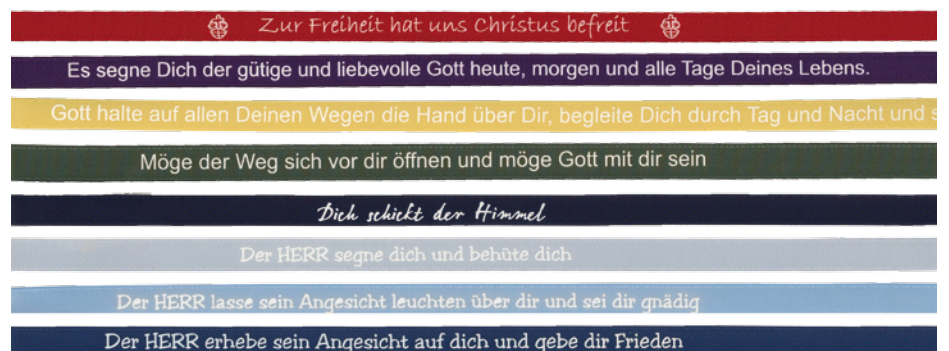 Zur Freiheit hat uns Christus befreit
Es segne Dich der gütige und liebevolle Gott heute, morgen und alle Tage Deines Lebens.
Gott halte auf allen Deinen Wegen die Hand über Dir, begleite Dich durch Tag und Nacht und s
Möge der Weg sich vor dir öffnen und möge Gott mit dir sein
Dich schickt der Himmel
Der HERR segne dich und behüte dich
Der HERR lasse sein Angesicht leuchten über dir und sei dir gnädig
Der HERR erhebe sein Angesicht auf dich und gebe dir Frieden